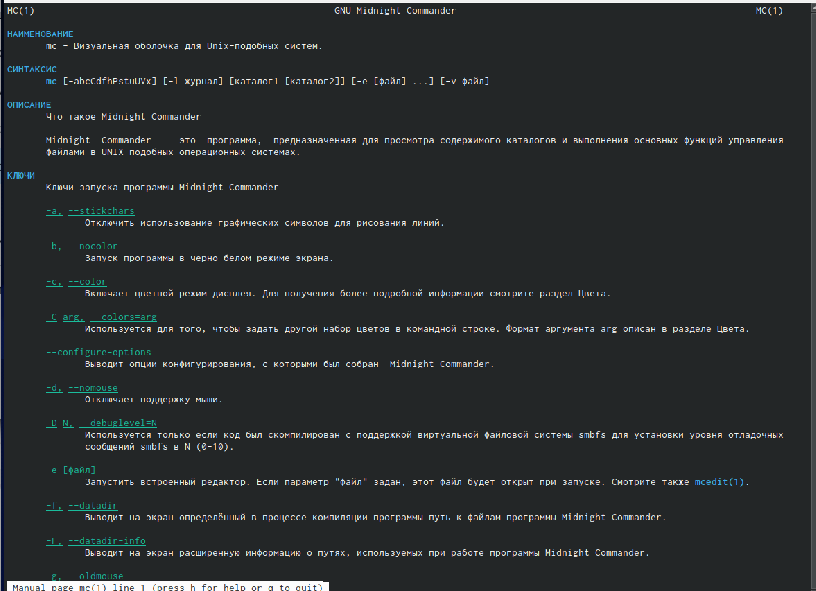 MC(1) GNU Midnight Commander MC(1)
НАИМЕНОВАНИЕ
mc - Визуальная оболочка для Unix-подобных систем.
СИНТАКСИС
mc [-abcCdfhPstuUVx] [-l журнал] [каталог1 [каталог2]] [-e [файл] ...] [-v файл]
ОПИСАНИЕ
Что такое Midnight Commander
Midnight Commander это программа, предназначенная для просмотра содержимого каталогов и выполнения основных функций управления
файлами в UNIX подобных операционных системах.
КЛЮЧИ
Ключи запуска программы Midnight Commander
-a, --stickchars
Отключить использование графических символов для рисования линий.
b, nocolor
Запуск программы в черно белом режиме экрана.
-c, --color
Включает цветной режим дисплея. Для получения более подробной информации смотрите раздел Цвета.
C arg, colors=arg
Используется для того, чтобы задать другой набор цветов в командной строке. Формат аргумента arg описан в разделе Цвета.
--configure-options
Выводит опции конфигурирования, с которыми был собран Midnight Commander.
-d, --nomouse
Отключает поддержку мыши.
D N, debuglevel=N
Используется только если код был скомпилирован с поддержкой виртуальной файловой системы smbfs для установки уровня отладочных
сообщений smbfs в N (0-10).
e [файл]
Запустить встроенный редактор. Если параметр "файл" задан, этот файл будет открыт при запуске. Смотрите также mcedit(1).
-f, --datadir
Выводит на экран определённый в процессе компиляции программы путь к файлам программы Midnight Commander.
-F, --datadir-info
Выводит на экран расширенную информацию о путях, используемых при работе программы Midnight Commander.
g, oldmouse
Manual page mc(1) line 1 (press h for help or q to quit)